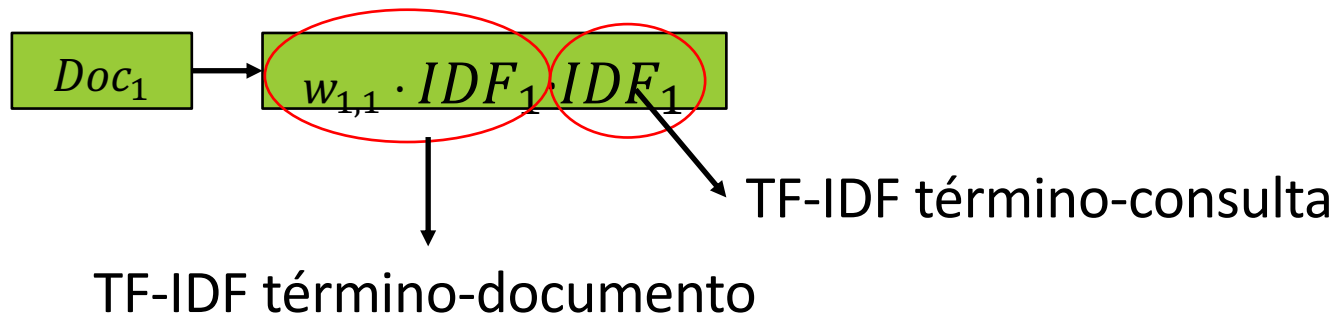 Doc₁ w₁,₁ · IDF₁ · IDF₁
TF-IDF término-consulta
TF-IDF término-documento